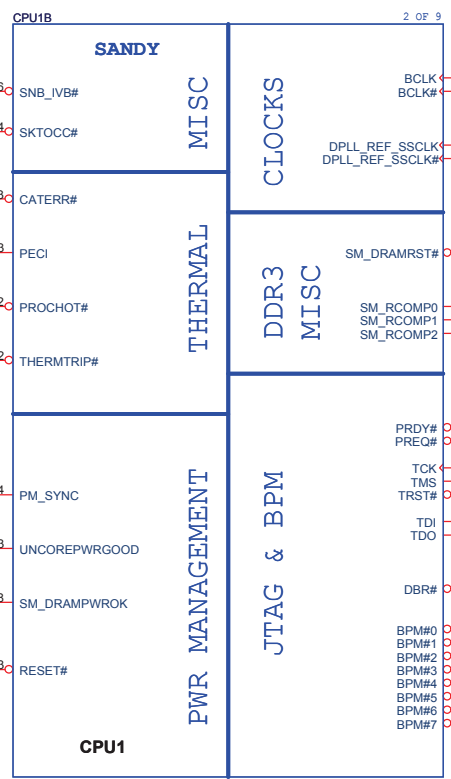 CPU1B
2 OF 9
SANDY
MISC
SNB_IVB#
SKTOCC#
THERMAL
CATERR#
PECI
PROCHOT#
THERMTRIP#
PWR MANAGEMENT
PM_SYNC
UNCOREPWRGOOD
SM_DRAMPWROK
RESET#
CPU1
CLOCKS
BCLK
BCLK#
DPLL_REF_SSCLK
DPLL_REF_SSCLK#
DDR3
MISC
SM_DRAMRST#
SM_RCOMP0
SM_RCOMP1
SM_RCOMP2
JTAG & BPM
PRDY#
PREQ#
TCK
TMS
TRST#
TDI
TDO
DBR#
BPM#0
BPM#1
BPM#2
BPM#3
BPM#4
BPM#5
BPM#6
BPM#7